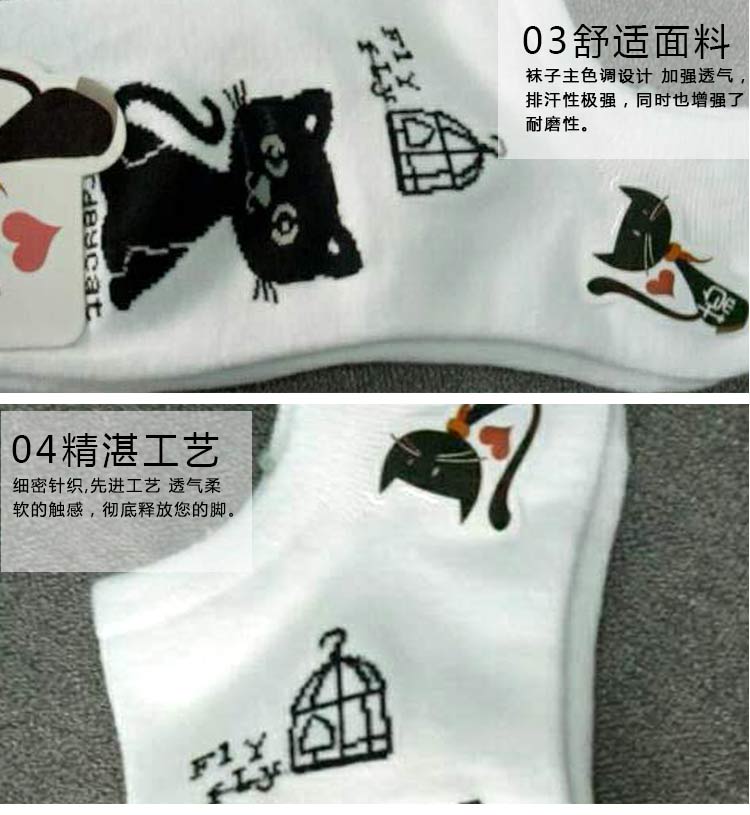 03舒适面料
袜子主色调设计 加强透气，
排汗性极强，同时也增强了
耐磨性。
Fly
fly
04精湛工艺
细密针织,先进工艺 透气柔
软的触感，彻底释放您的脚。
Fly
fly